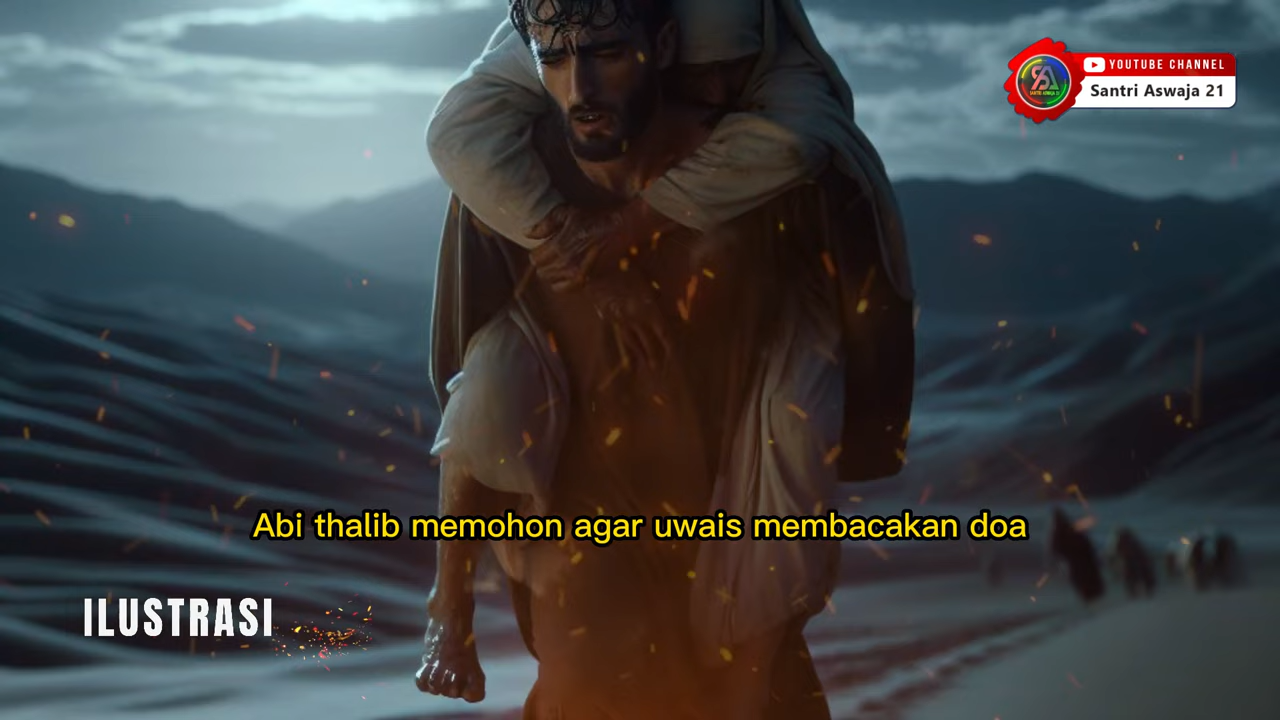 YOUTUBE CHANNEL
Santri Aswaja 21
Abi thalib memohon agar uwais membacakan doa
ILUSTRASI